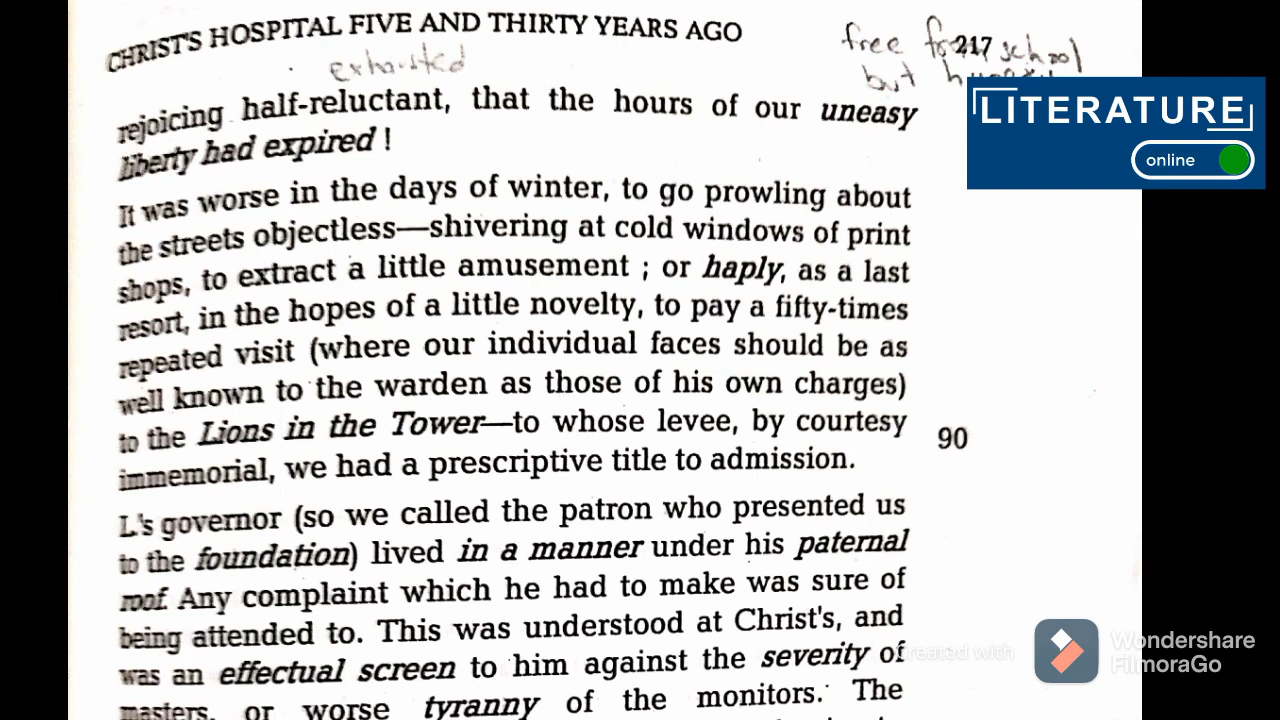 CHRIST'S HOSPITAL FIVE AND THIRTY YEARS AGO
217
free school
but
exhausted
rejoicing half-reluctant, that the hours of our uneasy
liberty had expired !
It was worse in the days of winter, to go prowling about
the streets objectless—shivering at cold windows of print
shops, to extract a little amusement ; or haply, as a last
resort, in the hopes of a little novelty, to pay a fifty-times
repeated visit (where our individual faces should be as
well known to the warden as those of his own charges)
to the Lions in the Tower—to whose levee, by courtesy
90
immemorial, we had a prescriptive title to admission.
L's governor (so we called the patron who presented us
to the foundation) lived in a manner under his paternal
roof. Any complaint which he had to make was sure of
being attended to. This was understood at Christ's, and
was an effectual screen to him against the severity of
masters, or worse tyranny of the monitors. The
LITERATURE
online
Created with
Wondershare
FilmoraGo